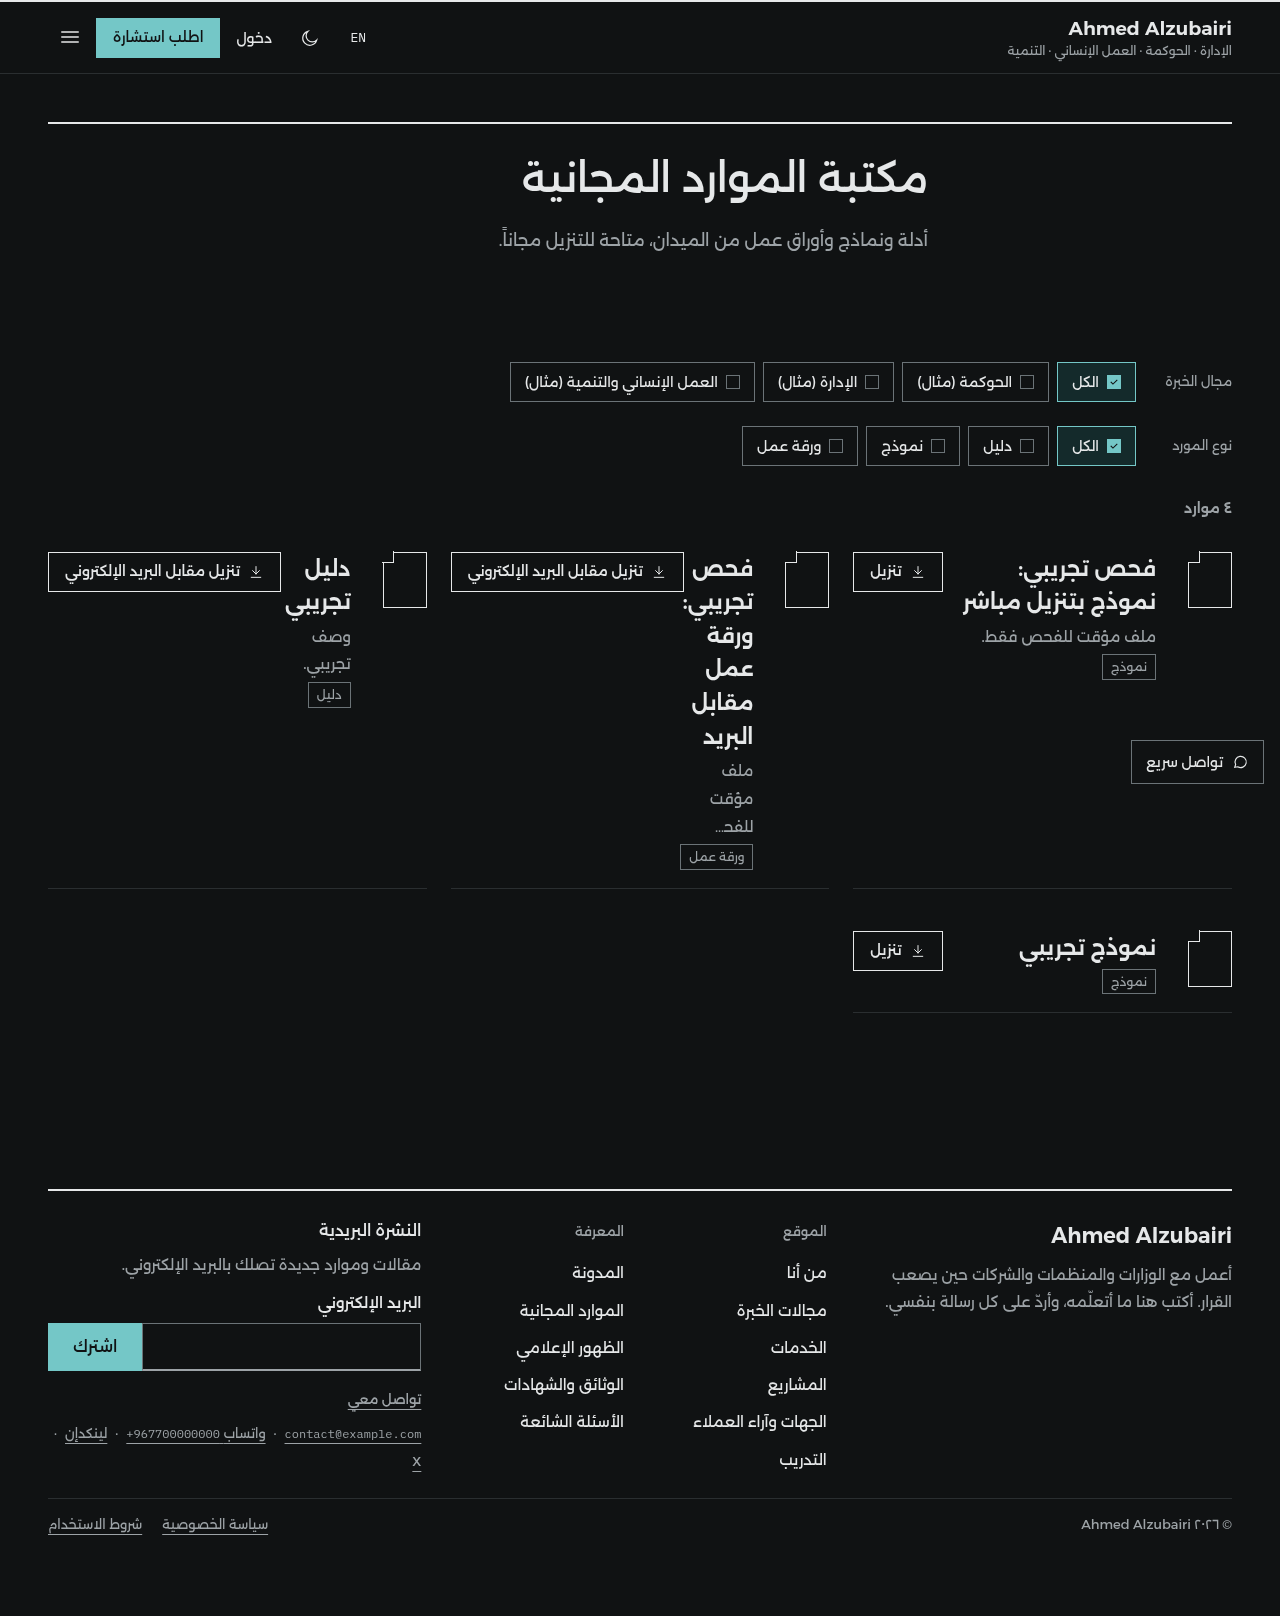 Ahmed Alzubairi
الإدارة · الحوكمة · العمل الإنساني · التنمية
EN
دخول
اطلب استشارة
مكتبة الموارد المجانية
أدلة ونماذج وأوراق عمل من الميدان، متاحة للتنزيل مجاناً.
مجال الخبرة
الكل
الحوكمة (مثال)
الإدارة (مثال)
العمل الإنساني والتنمية (مثال)
نوع المورد
الكل
دليل
نموذج
ورقة عمل
٤ موارد
فحص تجريبي:
نموذج بتنزيل مباشر
ملف مؤقت للفحص فقط.
نموذج
تنزيل
فحص
تجريبي:
ورقة
عمل
مقابل
البريد
ملف
مؤقت
للفحـ...
ورقة عمل
تنزيل مقابل البريد الإلكتروني
دليل
تجريبي
وصف
تجريبي.
دليل
تنزيل مقابل البريد الإلكتروني
تواصل سريع
نموذج تجريبي
نموذج
تنزيل
Ahmed Alzubairi
أعمل مع الوزارات والمنظمات والشركات حين يصعب
القرار. أكتب هنا ما أتعلّمه، وأردّ على كل رسالة بنفسي.
الموقع
من أنا
مجالات الخبرة
الخدمات
المشاريع
الجهات وآراء العملاء
التدريب
المعرفة
المدونة
الموارد المجانية
الظهور الإعلامي
الوثائق والشهادات
الأسئلة الشائعة
النشرة البريدية
مقالات وموارد جديدة تصلك بالبريد الإلكتروني.
البريد الإلكتروني
اشترك
تواصل معي
contact@example.com · واتساب +967700000000 · لينكدإن ·
X
© ٢٠٢٦ Ahmed Alzubairi
سياسة الخصوصية
شروط الاستخدام